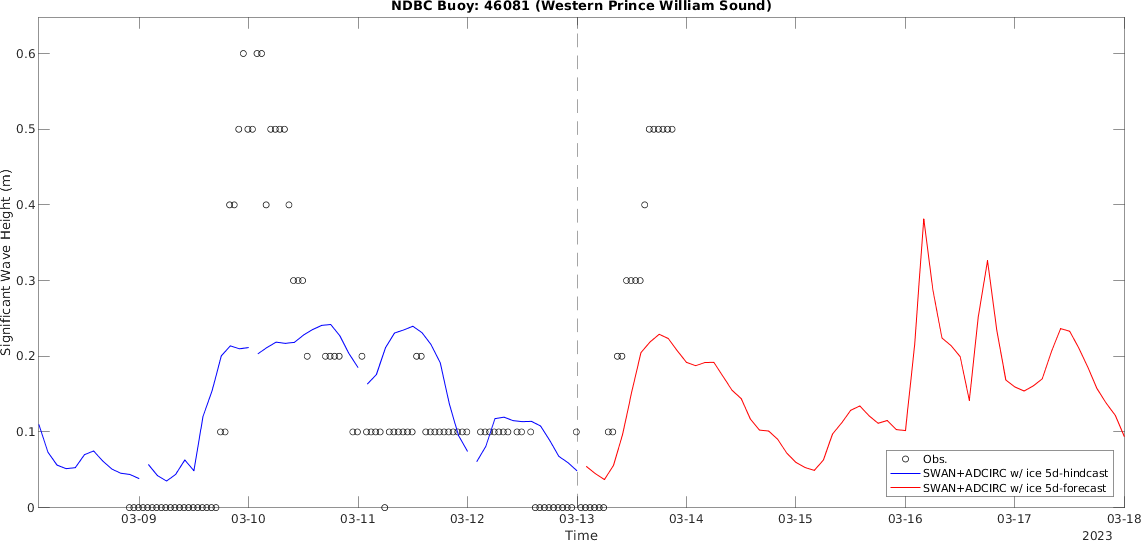 NDBC Buoy: 46081 (Western Prince William Sound)
Significant Wave Height (m)
0.6
0.5
0.4
0.3
0.2
0.1
0
Obs.
SWAN+ADCIRC w/ ice 5d-hindcast
SWAN+ADCIRC w/ ice 5d-forecast
03-09 03-10 03-11 03-12 03-13 03-14 03-15 03-16 03-17 03-18
Time
2023